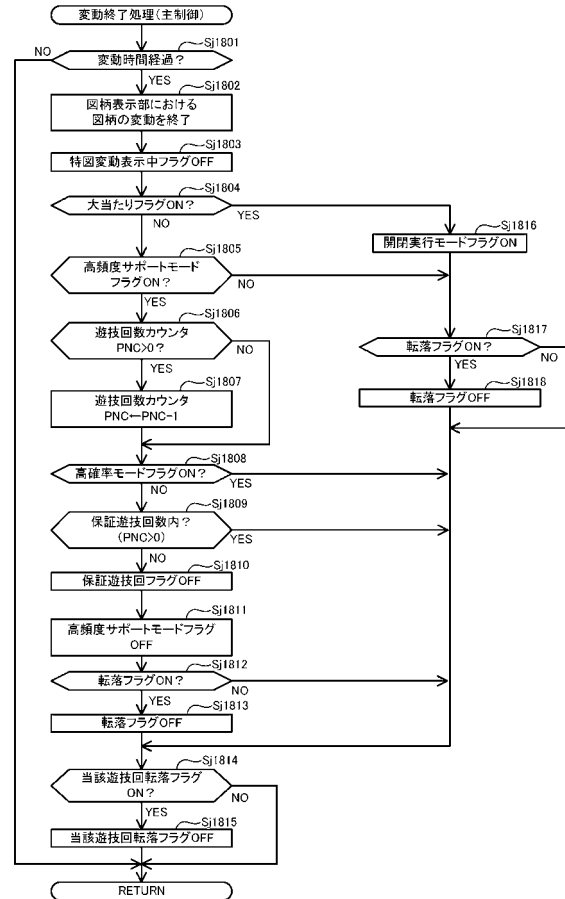 変動終了処理(主制御)
Sj1801
変動時間経過？
NO
YES
Sj1802
図柄表示部における
図柄の変動を終了
Sj1803
特図変動表示中フラグOFF
Sj1804
大当たりフラグON？
YES
NO
Sj1816
開閉実行モードフラグON
Sj1805
高頻度サポートモード
フラグON？
NO
YES
Sj1806
遊技回数カウンタ
PNC>0？
NO
YES
Sj1817
転落フラグON？
NO
YES
Sj1807
遊技回数カウンタ
PNC←PNC-1
Sj1818
転落フラグOFF
Sj1808
高確率モードフラグON？
YES
NO
Sj1809
保証遊技回数内？
(PNC>0)
YES
NO
Sj1810
保証遊技回フラグOFF
Sj1811
高頻度サポートモードフラグ
OFF
Sj1812
転落フラグON？
NO
YES
Sj1813
転落フラグOFF
Sj1814
当該遊技回転落フラグ
ON？
NO
YES
Sj1815
当該遊技回転落フラグOFF
RETURN